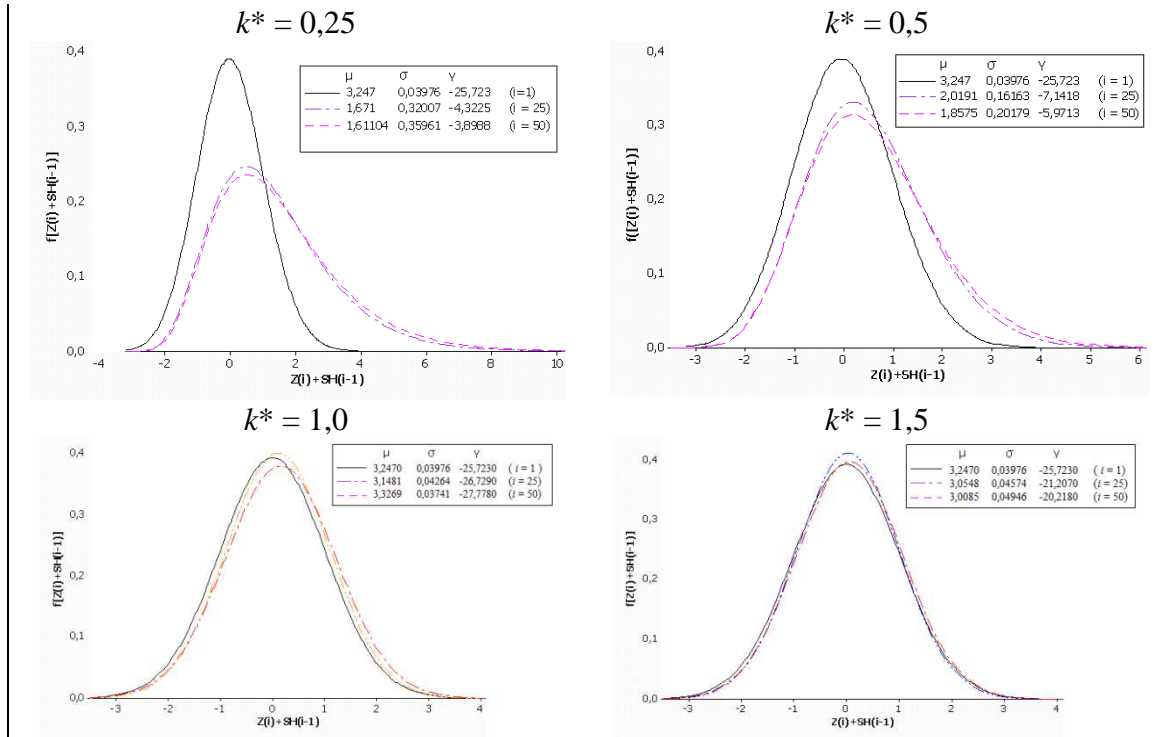 k* = 0,25
0,4
0,3
0,2
0,1
0,0
f[Z(i)+SH(i-1)]
μ σ γ
3,247 0,03976 -25,723 (i=1)
1,671 0,32007 -4,3225 (i = 25)
1,61104 0,35961 -3,8988 (i = 50)
-4 -2 0 2 4 6 8 10
Z(i)+SH(i-1)
k* = 0,5
0,4
0,3
0,2
0,1
0,0
f([Z(i)+SH(i-1)]
μ σ γ
3,247 0,03976 -25,723 (i = 1)
2,0191 0,16163 -7,1418 (i = 25)
1,8575 0,20179 -5,9713 (i = 50)
-3 -2 -1 0 1 2 3 4 5 6
Z(i)+SH(i-1)
k* = 1,0
0,4
0,3
0,2
0,1
0,0
f[Z(i)+SH(i-1)]
μ σ γ
3,2470 0,03976 -25,7230 (i = 1)
3,1481 0,04264 -26,7290 (i = 25)
3,3269 0,03741 -27,7780 (i = 50)
-3 -2 -1 0 1 2 3 4
Z(i)+SH(i-1)
k* = 1,5
0,4
0,3
0,2
0,1
0,0
f[Z(i)+SH(i-1)]
μ σ γ
3,2470 0,03976 -25,7230 (i = 1)
3,0548 0,04574 -21,2070 (i = 25)
3,0085 0,04946 -20,2180 (i = 50)
-3 -2 -1 0 1 2 3 4
Z(i)+SH(i-1)